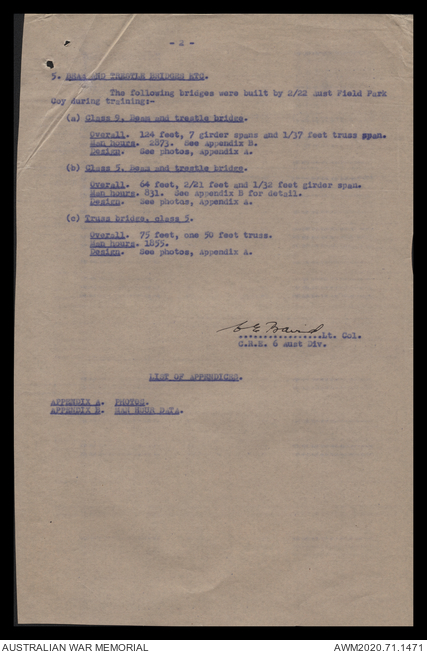 - 2 -
5. BEAM AND TRESTLE BRIDGES ETC.
The following bridges were built by 2/22 Aust Field Park
Coy during training:-
(a) Class 9. Beam and trestle bridge.
Overall. 124 feet, 7 girder spans and 1/37 feet truss span.
Man hours. 2873. See Appendix B.
Design. See photos, Appendix A.
(b) Class 5. Beam and trestle bridge.
Overall. 64 feet, 2/21 feet and 1/32 feet girder span.
Man hours. 831. See Appendix B for detail.
Design. See photos, Appendix A.
(c) Truss bridge, class 5.
Overall. 75 feet, one 50 feet truss.
Man hours. 1855.
Design. See photos, Appendix A.
..................Lt. Col.
C.R.E. 6 Aust Div.
LIST OF APPENDICES.
APPENDIX A. PHOTOS.
APPENDIX B. MAN HOUR DATA.
AUSTRALIAN WAR MEMORIAL
AWM2020.71.1471